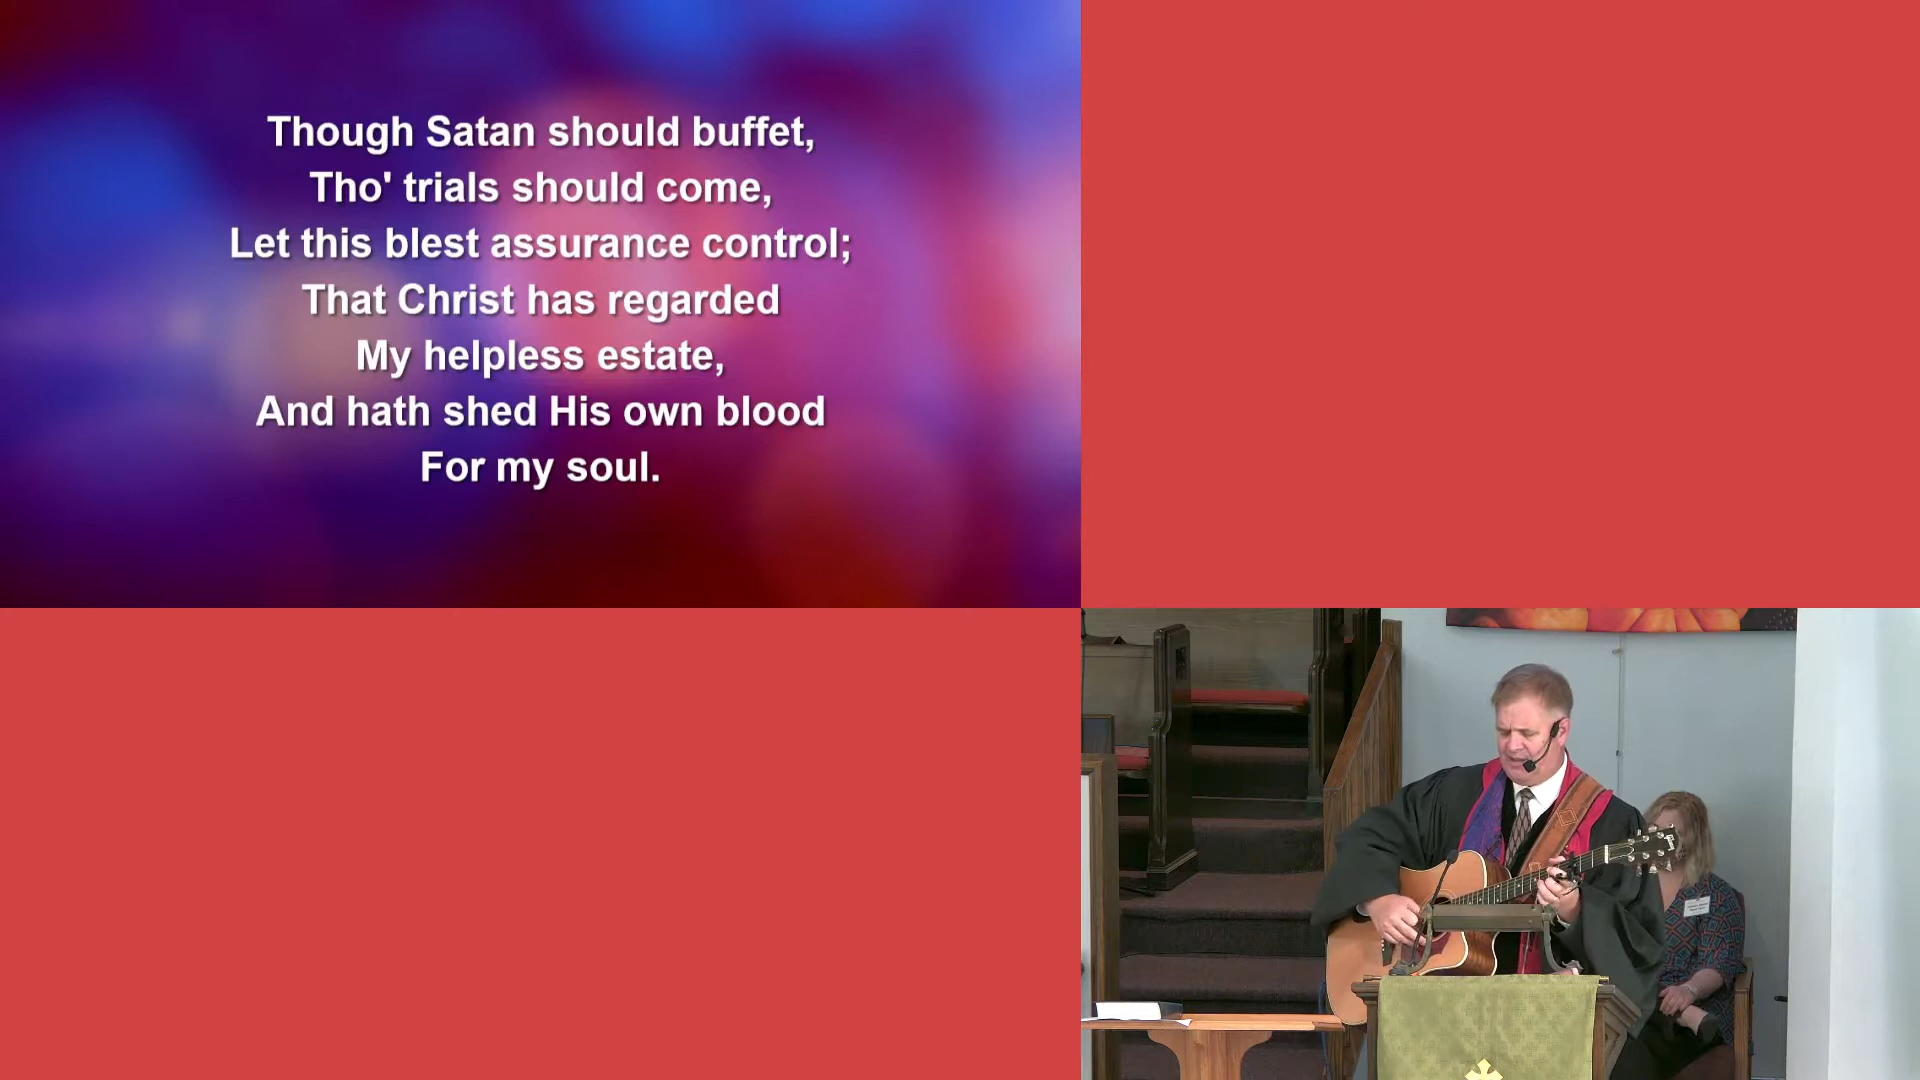 Though Satan should buffet,
Tho' trials should come,
Let this blest assurance control;
That Christ has regarded
My helpless estate,
And hath shed His own blood
For my soul.